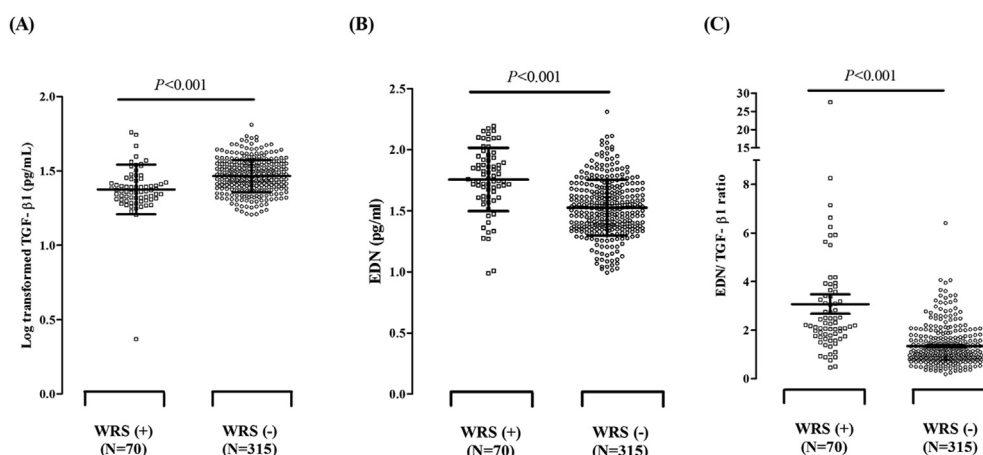 (A)
P<0.001
Log transformed TGF- β1 (pg/mL)
2.0
1.5
1.0
0.5
0.0
WRS (+)
(N=70)
WRS (-)
(N=315)
(B)
P<0.001
EDN (pg/ml)
2.5
2.0
1.5
1.0
0.5
0.0
WRS (+)
(N=70)
WRS (-)
(N=315)
(C)
P<0.001
EDN/ TGF- β1 ratio
30
25
20
15
10
8
6
4
2
0
WRS (+)
(N=70)
WRS (-)
(N=315)